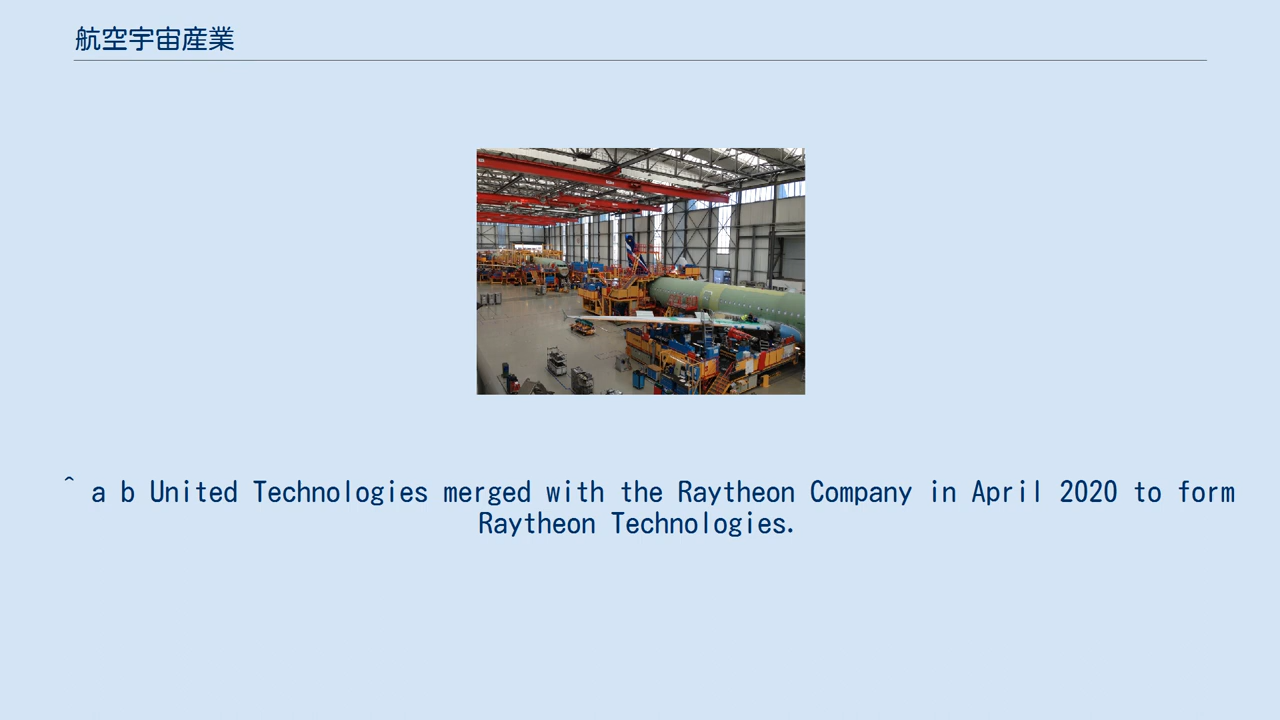 航空宇宙産業
^ a b United Technologies merged with the Raytheon Company in April 2020 to form
Raytheon Technologies.